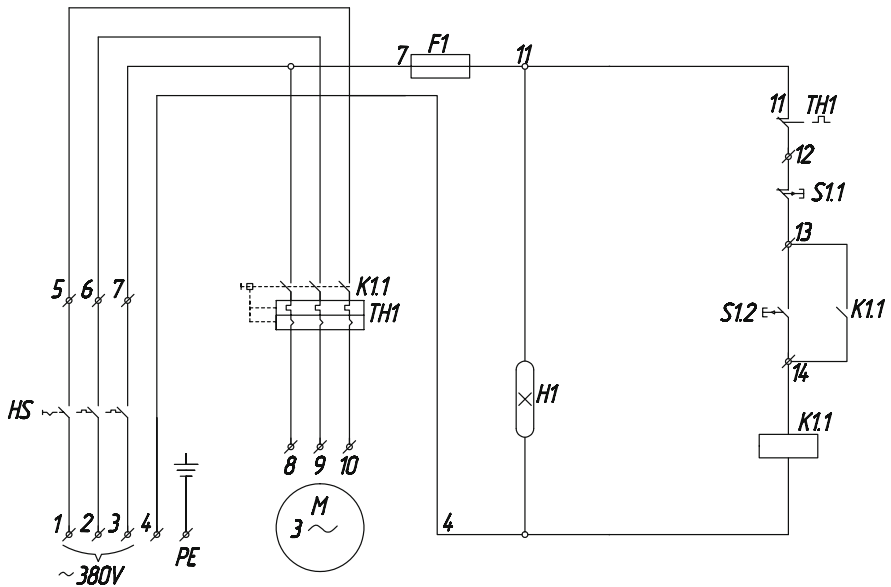 7 F1 11
11 TH1
12
S1.1
13
5 6 7 K1.1
TH1 S1.2 K1.1
14
HS H1
K1.1
8 9 10
M
1 2 3 4 3 ~ 4
PE
~380V